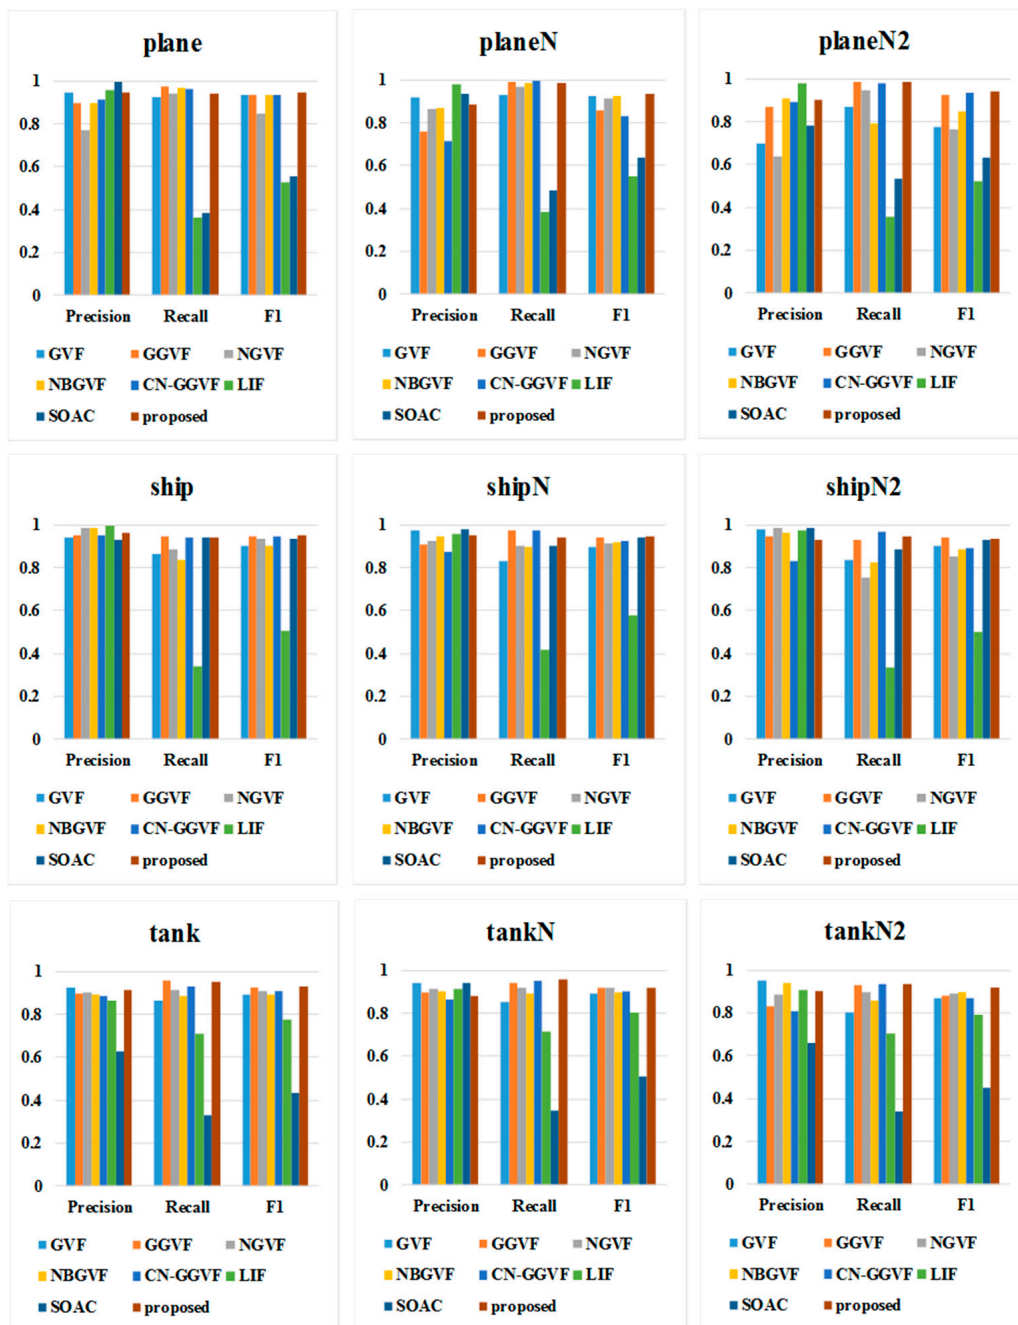 plane
1
0.8
0.6
0.4
0.2
0
Precision Recall F1
GVF GGVF NGVF
NBGVF CN-GGVF LIF
SOAC proposed
planeN
1
0.8
0.6
0.4
0.2
0
Precision Recall F1
GVF GGVF NGVF
NBGVF CN-GGVF LIF
SOAC proposed
planeN2
1
0.8
0.6
0.4
0.2
0
Precision Recall F1
GVF GGVF NGVF
NBGVF CN-GGVF LIF
SOAC proposed
ship
1
0.8
0.6
0.4
0.2
0
Precision Recall F1
GVF GGVF NGVF
NBGVF CN-GGVF LIF
SOAC proposed
shipN
1
0.8
0.6
0.4
0.2
0
Precision Recall F1
GVF GGVF NGVF
NBGVF CN-GGVF LIF
SOAC proposed
shipN2
1
0.8
0.6
0.4
0.2
0
Precision Recall F1
GVF GGVF NGVF
NBGVF CN-GGVF LIF
SOAC proposed
tank
1
0.8
0.6
0.4
0.2
0
Precision Recall F1
GVF GGVF NGVF
NBGVF CN-GGVF LIF
SOAC proposed
tankN
1
0.8
0.6
0.4
0.2
0
Precision Recall F1
GVF GGVF NGVF
NBGVF CN-GGVF LIF
SOAC proposed
tankN2
1
0.8
0.6
0.4
0.2
0
Precision Recall F1
GVF GGVF NGVF
NBGVF CN-GGVF LIF
SOAC proposed